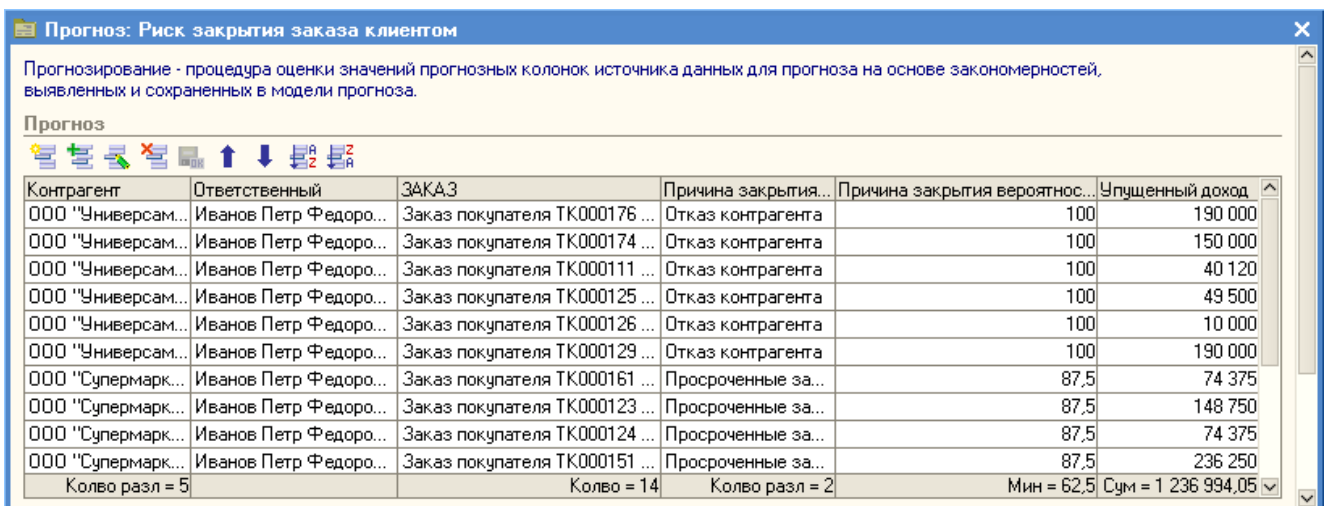 Прогноз: Риск закрытия заказа клиентом
Прогнозирование - процедура оценки значений прогнозных колонок источника данных для прогноза на основе закономерностей,
выявленных и сохраненных в модели прогноза.
Прогноз
Контрагент Ответственный ЗАКАЗ Причина закрытия... Причина закрытия вероятнос... Упущенный доход
ООО "Универсам... Иванов Петр Федоро... Заказ покупателя ТК000176 ... Отказ контрагента 100 190 000
ООО "Универсам... Иванов Петр Федоро... Заказ покупателя ТК000174 ... Отказ контрагента 100 150 000
ООО "Универсам... Иванов Петр Федоро... Заказ покупателя ТК000111 ... Отказ контрагента 100 40 120
ООО "Универсам... Иванов Петр Федоро... Заказ покупателя ТК000125 ... Отказ контрагента 100 49 500
ООО "Универсам... Иванов Петр Федоро... Заказ покупателя ТК000126 ... Отказ контрагента 100 10 000
ООО "Универсам... Иванов Петр Федоро... Заказ покупателя ТК000129 ... Отказ контрагента 100 190 000
ООО "Супермарк... Иванов Петр Федоро... Заказ покупателя ТК000161 ... Просроченные за... 87,5 74 375
ООО "Супермарк... Иванов Петр Федоро... Заказ покупателя ТК000123 ... Просроченные за... 87,5 148 750
ООО "Супермарк... Иванов Петр Федоро... Заказ покупателя ТК000124 ... Просроченные за... 87,5 74 375
ООО "Супермарк... Иванов Петр Федоро... Заказ покупателя ТК000151 ... Просроченные за... 87,5 236 250
Колво разл = 5 Колво = 14 Колво разл = 2 Мин = 62,5 Сум = 1 236 994,05